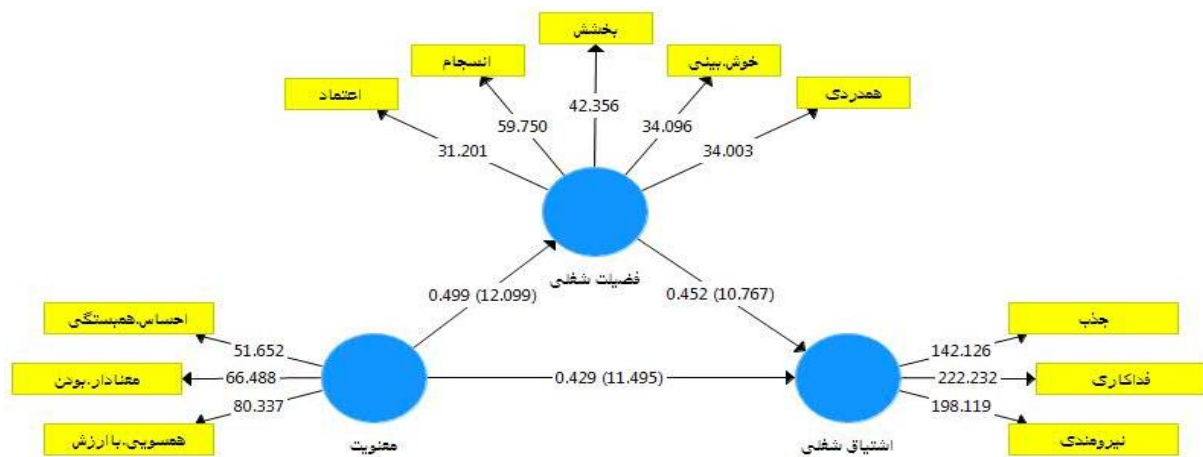 بخشش
انسجام
خوش.بینی
اعتماد
همدردی
42.356
59.750
34.096
31.201
34.003
فضیلت شغلی
0.499 (12.099)
0.452 (10.767)
احساس.همبستگی
جذب
51.652
142.126
معنادار.بودن
66.488
0.429 (11.495)
222.232
فداکاری
80.337
198.119
همسویی.باارزش
معنویت
اشتیاق شغلی
نیرومندی